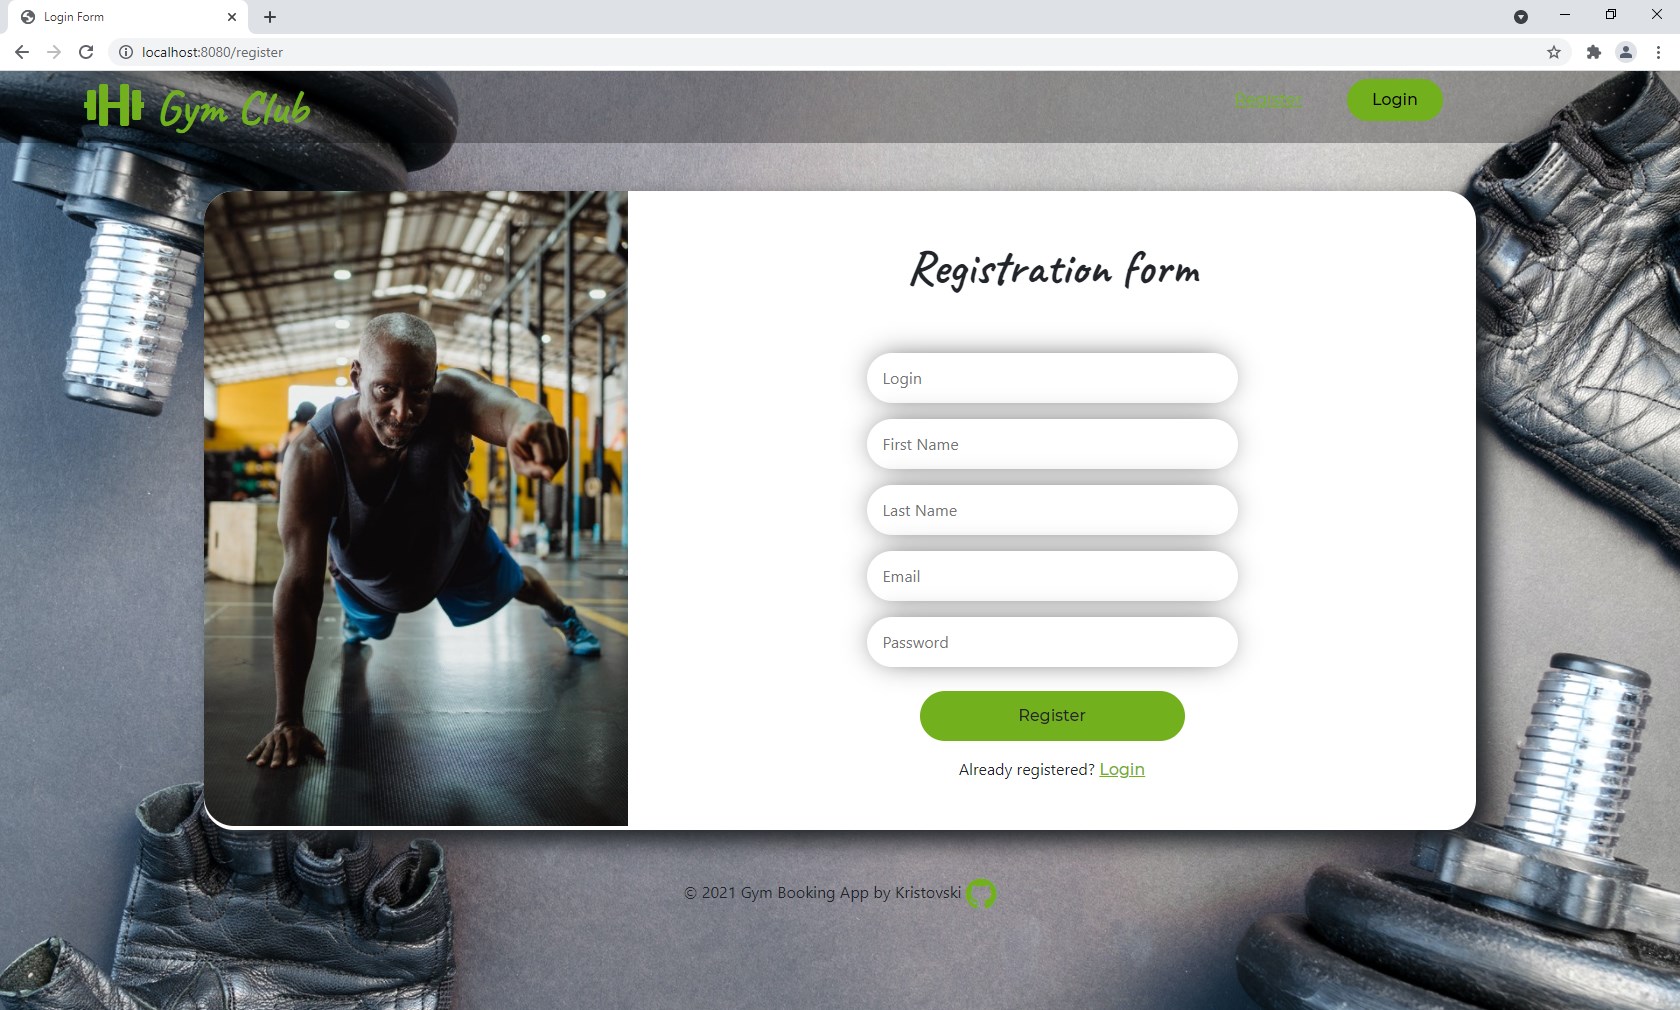 Login Form
localhost:8080/register
Gym Club
Register
Login
Registration form
Login
First Name
Last Name
Email
Password
Register
Already registered? Login
© 2021 Gym Booking App by Kristovski